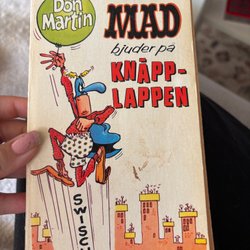 Don
Martin
MAD
bjuder på
KNÄPP-
LAPPEN
SWISCH